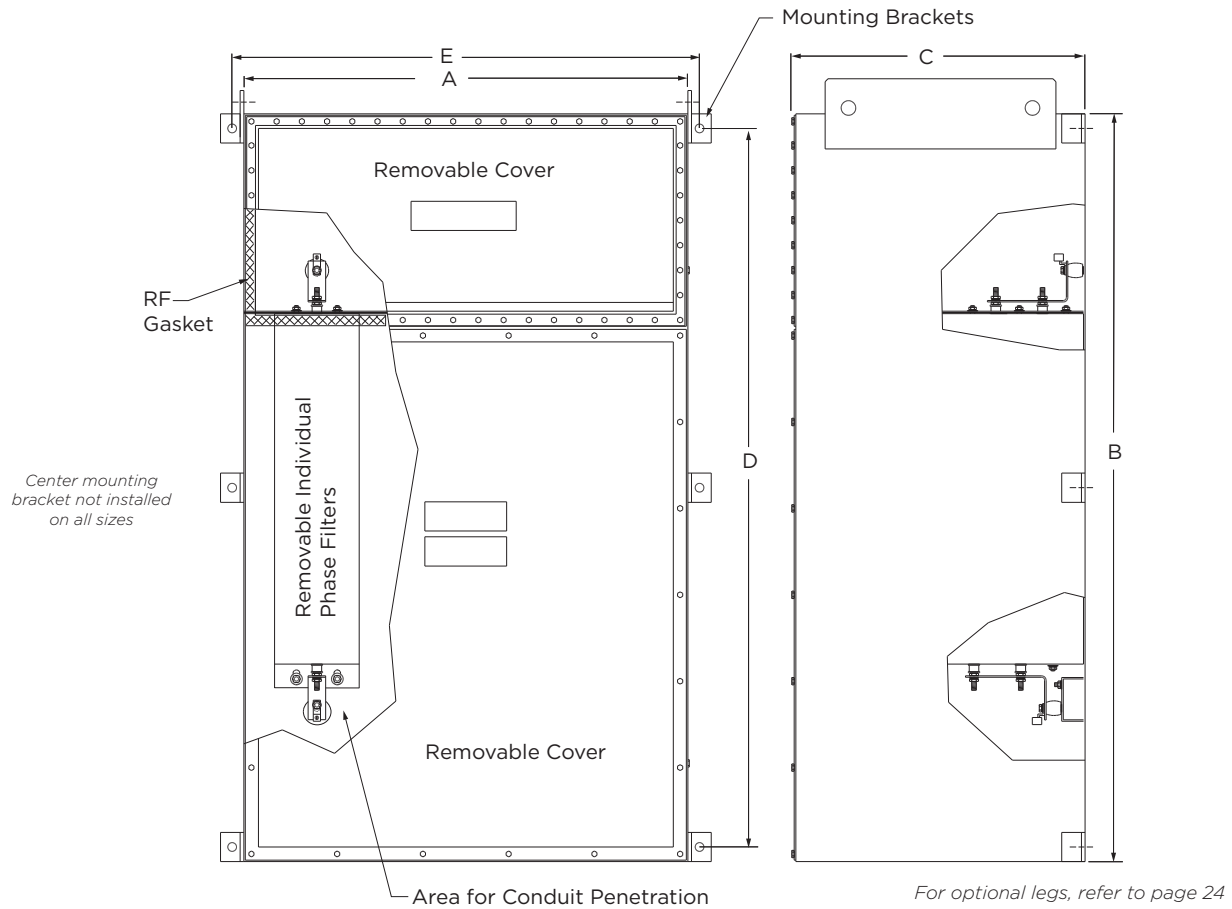 Mounting Brackets
E
A
C
Removable Cover
RF
Gasket
D
B
Removable Individual
Phase Filters
Center mounting
bracket not installed
on all sizes
Removable Cover
Area for Conduit Penetration
For optional legs, refer to page 24